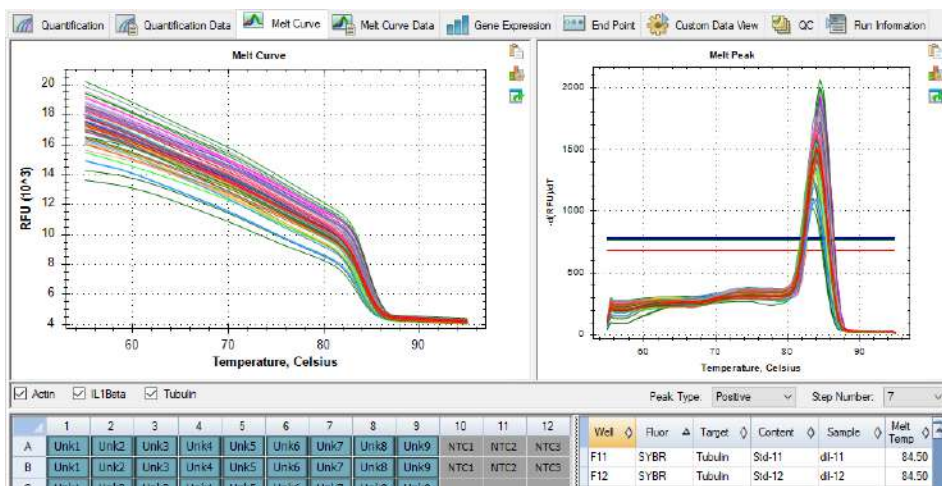 Quantification Quantification Data Melt Curve Melt Curve Data Gene Expression End Point Custom Data View QC Run Information
Melt Curve
20
18
16
14
12
10
8
6
4
RFU (10^3)
60 70 80 90
Temperature, Celsius
Melt Peak
2000
1500
1000
500
0
-d(RFU)/dT
60 70 80 90
Temperature, Celsius
Actin IL1Beta Tubulin
Peak Type: Positive Step Number: 7
1 2 3 4 5 6 7 8 9 10 11 12
A Unk1 Unk2 Unk3 Unk4 Unk5 Unk6 Unk7 Unk8 Unk9 NTC1 NTC2 NTC3
B Unk1 Unk2 Unk3 Unk4 Unk5 Unk6 Unk7 Unk8 Unk9 NTC1 NTC2 NTC3
Well Fluor Target Content Sample Melt Temp
F11 SYBR Tubulin Std-11 dil-11 84.50
F12 SYBR Tubulin Std-12 dil-12 84.50